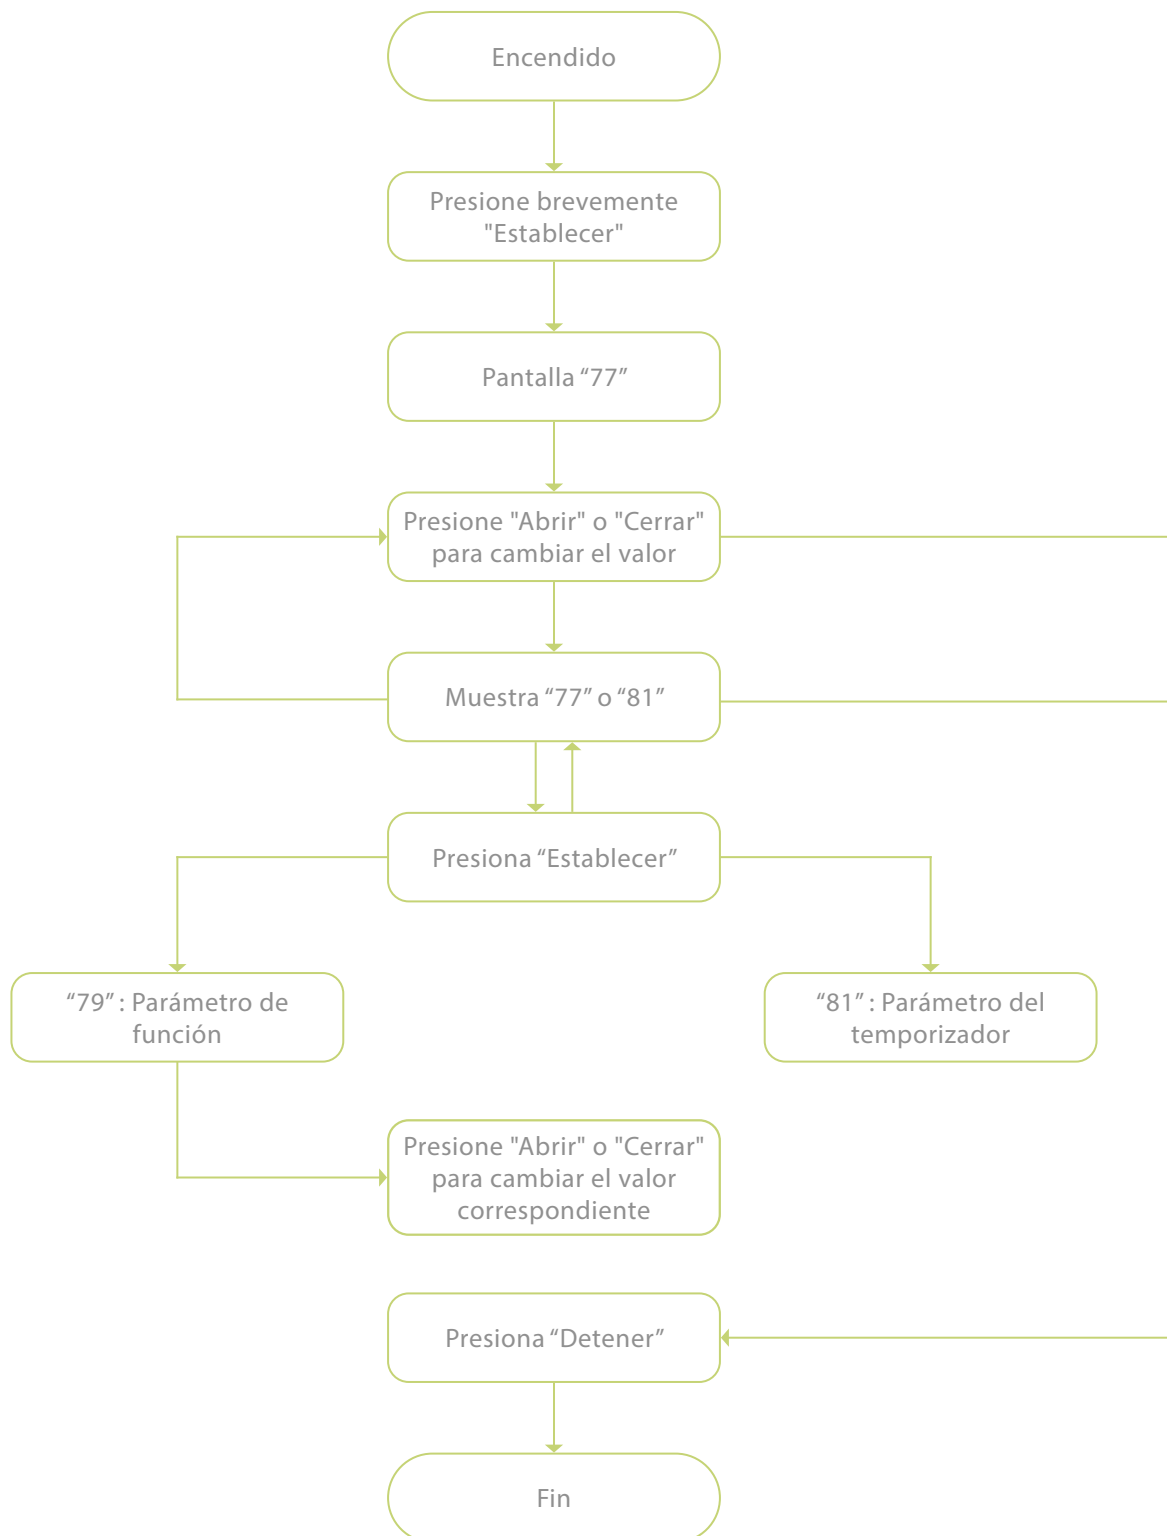 Encendido
Presione brevemente
"Establecer"
Pantalla “77”
Presione "Abrir" o "Cerrar"
para cambiar el valor
Muestra “77” o “81”
Presiona “Establecer”
“79” : Parámetro de
función
“81” : Parámetro del
temporizador
Presione "Abrir" o "Cerrar"
para cambiar el valor
correspondiente
Presiona “Detener”
Fin